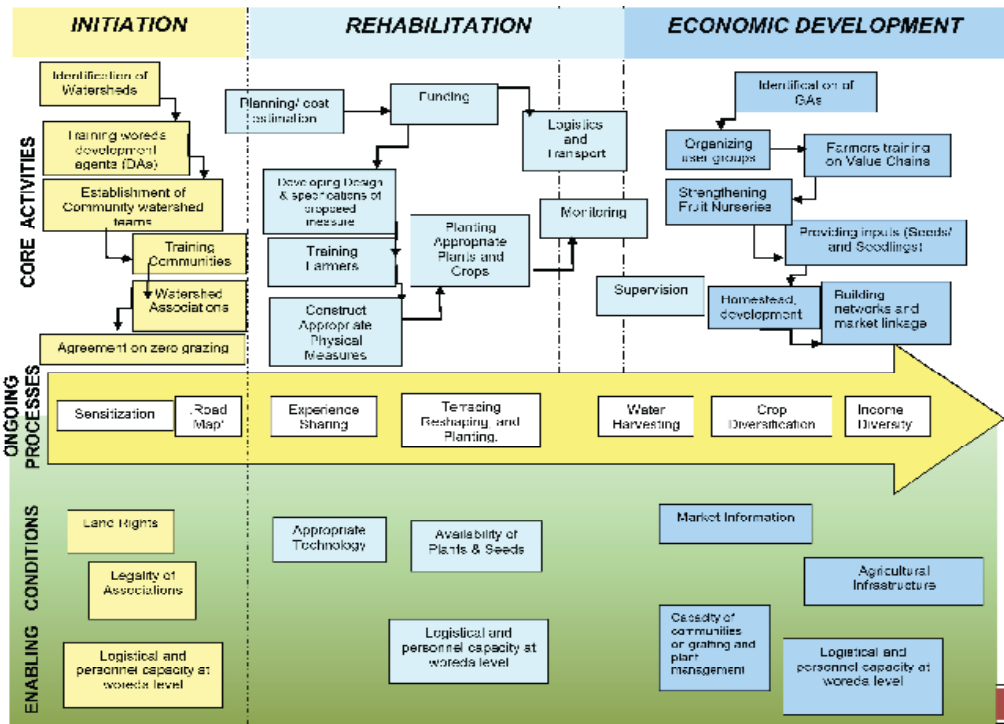 INITIATION
REHABILITATION
ECONOMIC DEVELOPMENT
CORE ACTIVITIES
Identification of
Watersheds
Training woreda
development
agents (DAs)
Establishment of
Community watershed
teams
Training
Communities
Watershed
Associations
Agreement on zero grazing
Planning/ cost
estimation
Funding
Logistics
and
Transport
Developing Design
& specifications of
proposed
measure
Training
Farmers
Construct Appropriate
Physical
Measures
Planting
Appropriate
Plants and
Crops
Monitoring
Supervision
Identification
of
Organizing
user groups
Farmers training
on Value Chains
Strengthening
Fruit Nurseries
Providing inputs (Seeds/
and Seedlings)
Homestead,
development
Building
networks and
market linkage
ONGOING
PROCESSES
Sensitization
Road
Map
Experience
Sharing
Terracing
Reshaping, and
Planting.
Water
Harvesting
Crop
Diversification
Income
Diversity
ENABLING CONDITIONS
Land Rights
Legality of
Associations
Logistical and
personnel capacity at
woreda level
Appropriate
Technology
Availability of
Plants & Seeds
Logistical and
personnel capacity at
woreda level
Market Information
Agricultural
Infrastructure
Capacity of
communities
on grafting and
plant
management
Logistical and
personnel capacity at
woreda level